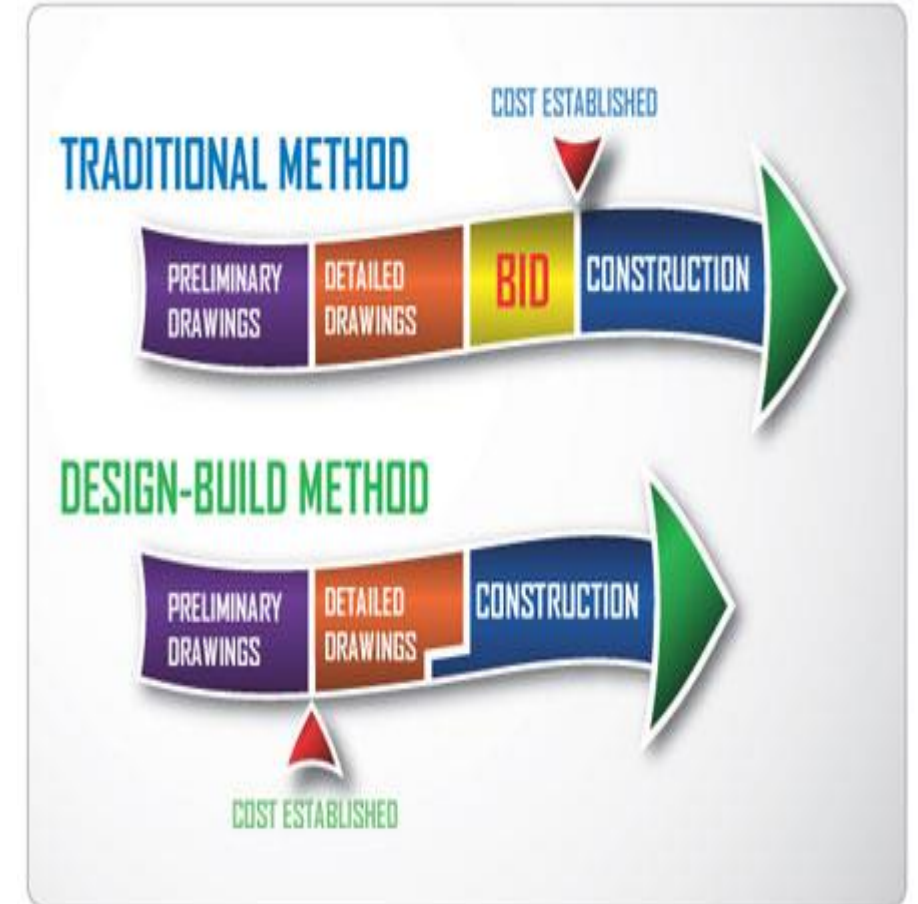 COST ESTABLISHED
TRADITIONAL METHOD
PRELIMINARY
DRAWINGS
DETAILED
DRAWINGS
BID
CONSTRUCTION
DESIGN-BUILD METHOD
PRELIMINARY
DRAWINGS
DETAILED
DRAWINGS
CONSTRUCTION
COST ESTABLISHED